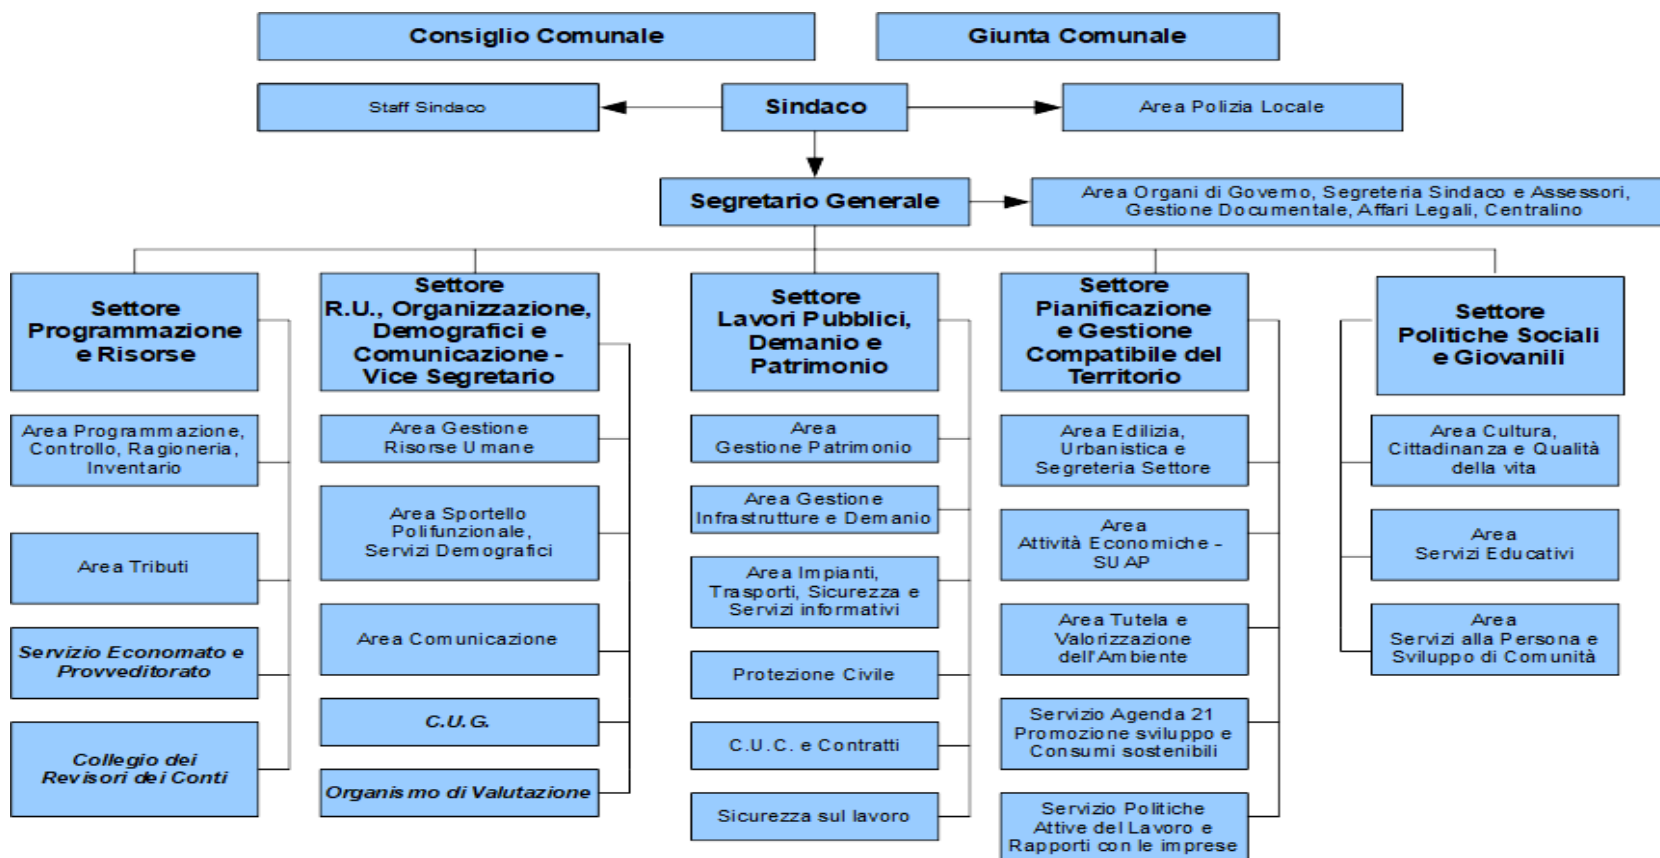 Consiglio Comunale
Giunta Comunale
Staff Sindaco
Sindaco
Area Polizia Locale
Segretario Generale
Area Organi di Governo, Segreteria Sindaco e Assessori,
Gestione Documentale, Affari Legali, Centralino
Settore
Programmazione
e Risorse
Settore
R.U., Organizzazione,
Demografici e
Comunicazione -
Vice Segretario
Settore
Lavori Pubblici,
Demanio e
Patrimonio
Settore
Pianificazione
e Gestione
Compatibile del
Territorio
Settore
Politiche Sociali
e Giovanili
Area Programmazione,
Controllo, Ragioneria,
Inventario
Area Tributi
Servizio Economato e
Provveditorato
Collegio dei
Revisori dei Conti
Area Gestione
Risorse Umane
Area Sportello
Polifunzionale,
Servizi Demografici
Area Comunicazione
C.U.G.
Organismo di Valutazione
Area
Gestione Patrimonio
Area Gestione
Infrastrutture e Demanio
Area Impianti,
Trasporti, Sicurezza e
Servizi informativi
Protezione Civile
C.U.C. e Contratti
Sicurezza sul lavoro
Area Edilizia,
Urbanistica e
Segreteria Settore
Area
Attività Economiche -
SUAP
Area Tutela e
Valorizzazione
dell'Ambiente
Servizio Agenda 21
Promozione sviluppo e
Consumi sostenibili
Servizio Politiche
Attive del Lavoro e
Rapporti con le imprese
Area Cultura,
Cittadinanza e Qualità
della vita
Area
Servizi Educativi
Area
Servizi alla Persona e
Sviluppo di Comunità